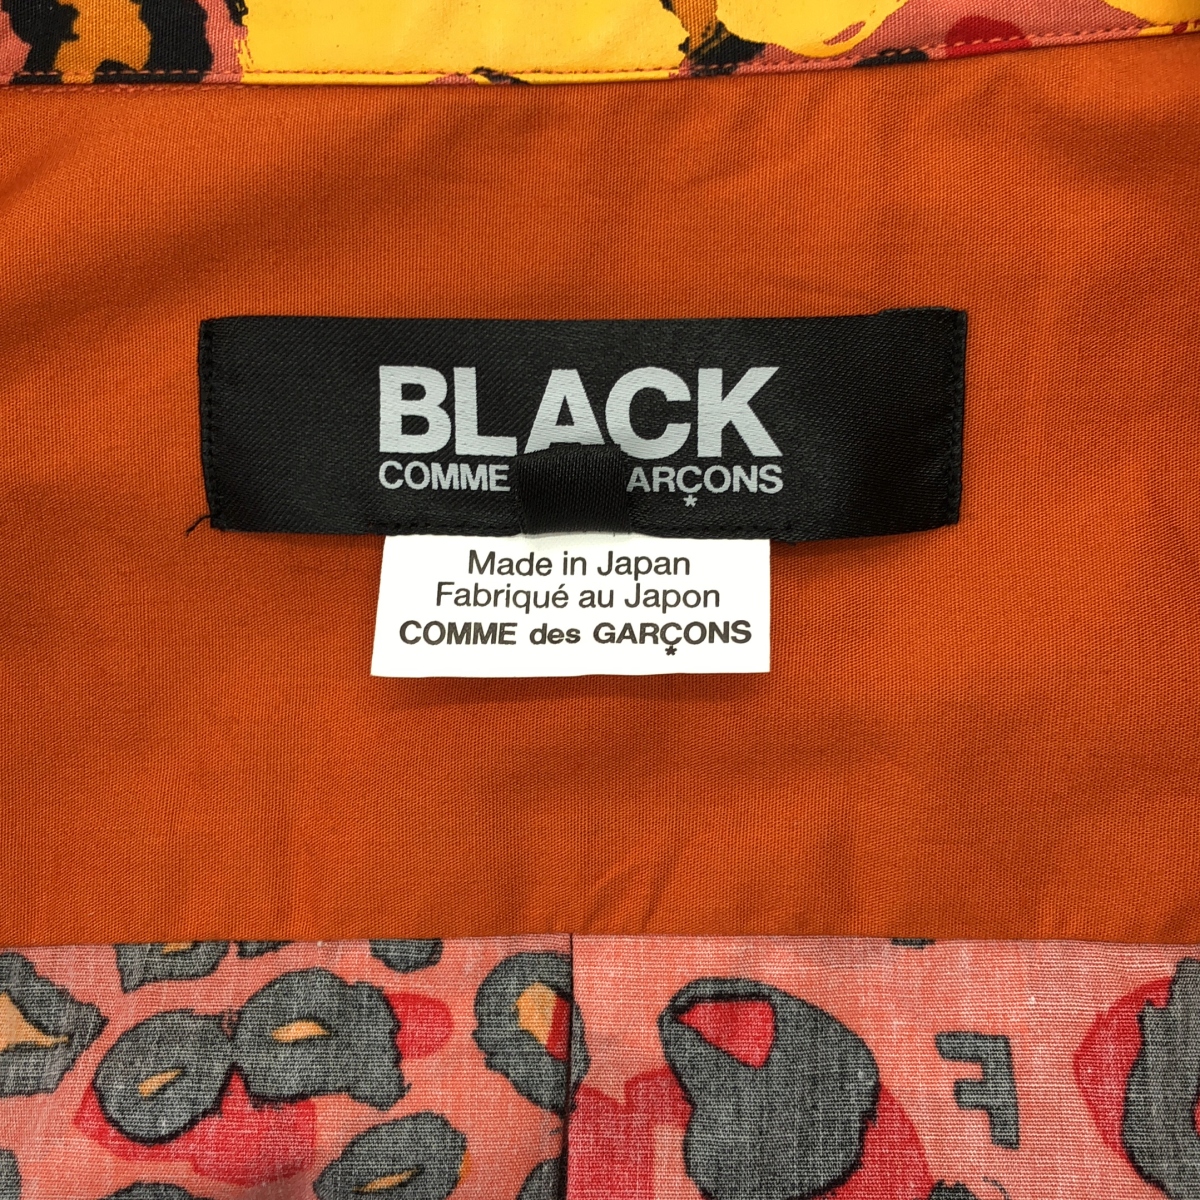 BLACK
COMME ARÇONS
*
Made in Japan
Fabriqué au Japon
COMME des GARÇONS
*
F